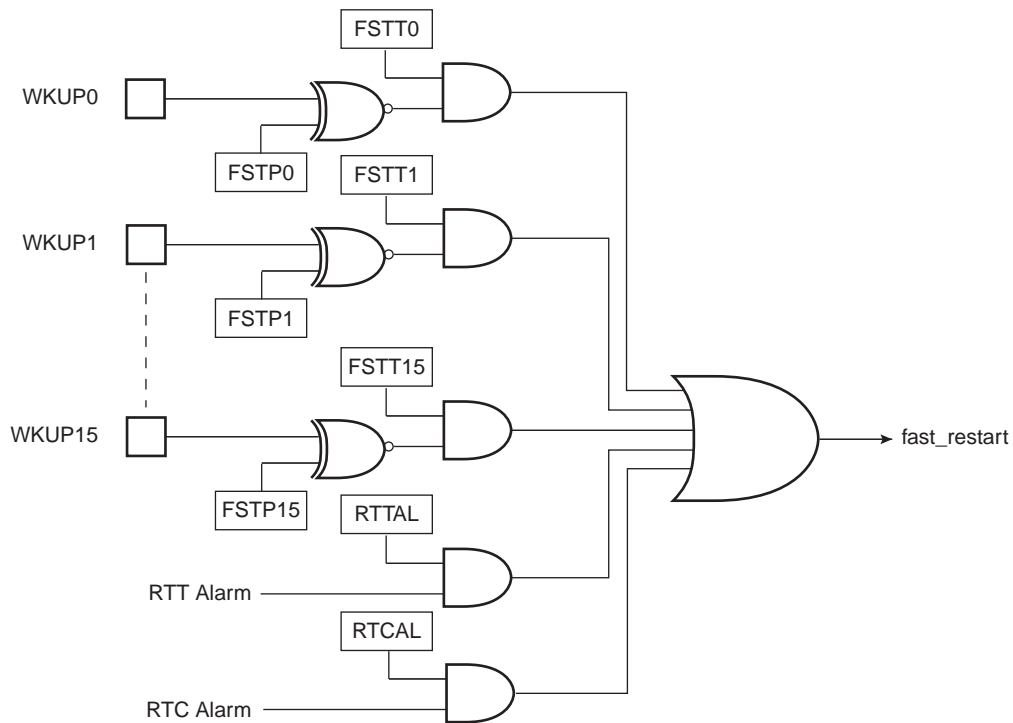 FSTT0
WKUP0
FSTP0
FSTT1
WKUP1
FSTP1
FSTT15
WKUP15
fast_restart
FSTP15
RTTAL
RTT Alarm
RTCAL
RTC Alarm